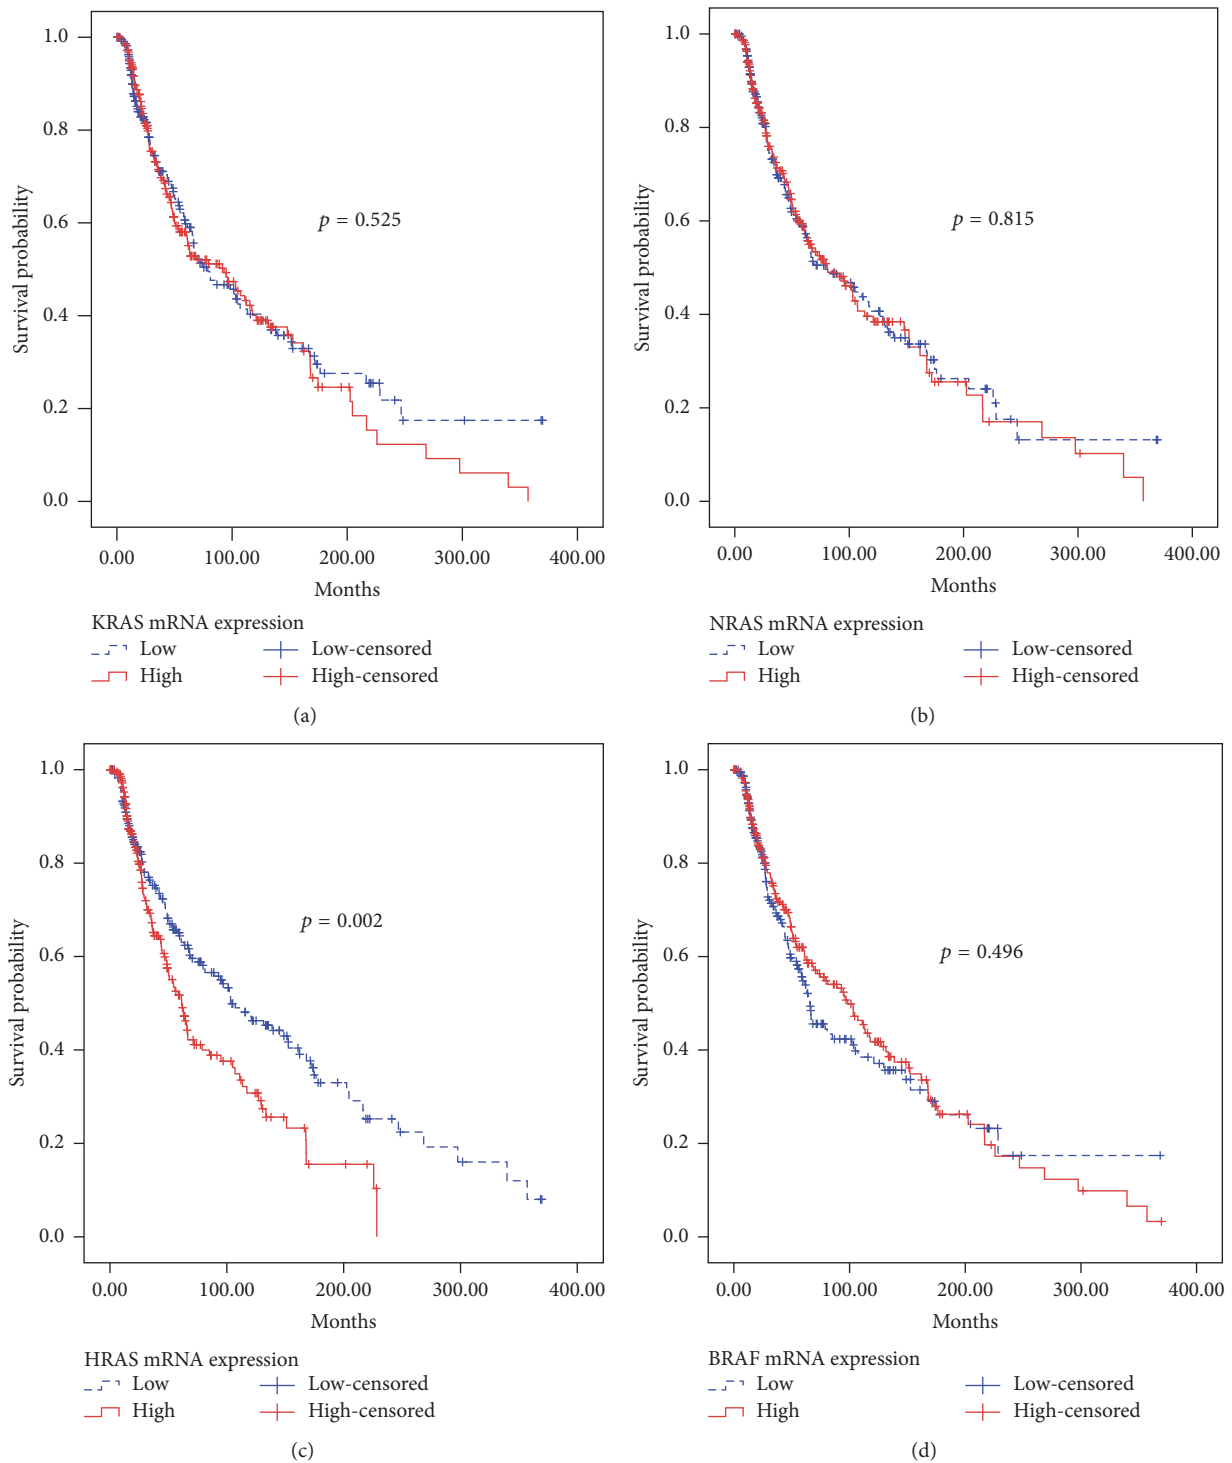 1.0
0.8
0.6
0.4
0.2
0.0
Survival probability
p = 0.525
0.00 100.00 200.00 300.00 400.00
Months
KRAS mRNA expression
Low Low-censored
High High-censored
(a)
1.0
0.8
0.6
0.4
0.2
0.0
Survival probability
p = 0.815
0.00 100.00 200.00 300.00 400.00
Months
NRAS mRNA expression
Low Low-censored
High High-censored
(b)
1.0
0.8
0.6
0.4
0.2
0.0
Survival probability
p = 0.002
0.00 100.00 200.00 300.00 400.00
Months
HRAS mRNA expression
Low Low-censored
High High-censored
(c)
1.0
0.8
0.6
0.4
0.2
0.0
Survival probability
p = 0.496
0.00 100.00 200.00 300.00 400.00
Months
BRAF mRNA expression
Low Low-censored
High High-censored
(d)